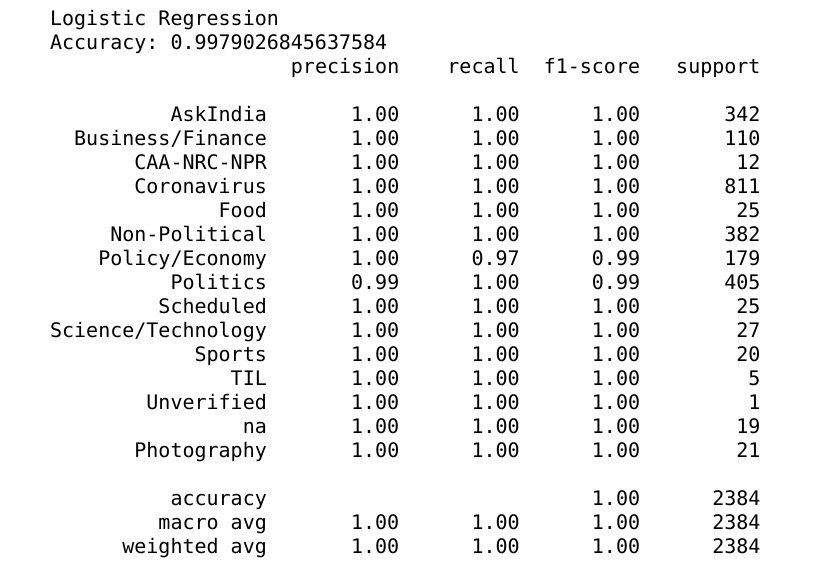 Logistic Regression
Accuracy: 0.9979026845637584
precision recall f1-score support
AskIndia 1.00 1.00 1.00 342
Business/Finance 1.00 1.00 1.00 110
CAA-NRC-NPR 1.00 1.00 1.00 12
Coronavirus 1.00 1.00 1.00 811
Food 1.00 1.00 1.00 25
Non-Political 1.00 1.00 1.00 382
Policy/Economy 1.00 0.97 0.99 179
Politics 0.99 1.00 0.99 405
Scheduled 1.00 1.00 1.00 25
Science/Technology 1.00 1.00 1.00 27
Sports 1.00 1.00 1.00 20
TIL 1.00 1.00 1.00 5
Unverified 1.00 1.00 1.00 1
na 1.00 1.00 1.00 19
Photography 1.00 1.00 1.00 21
accuracy 1.00 2384
macro avg 1.00 1.00 1.00 2384
weighted avg 1.00 1.00 1.00 2384